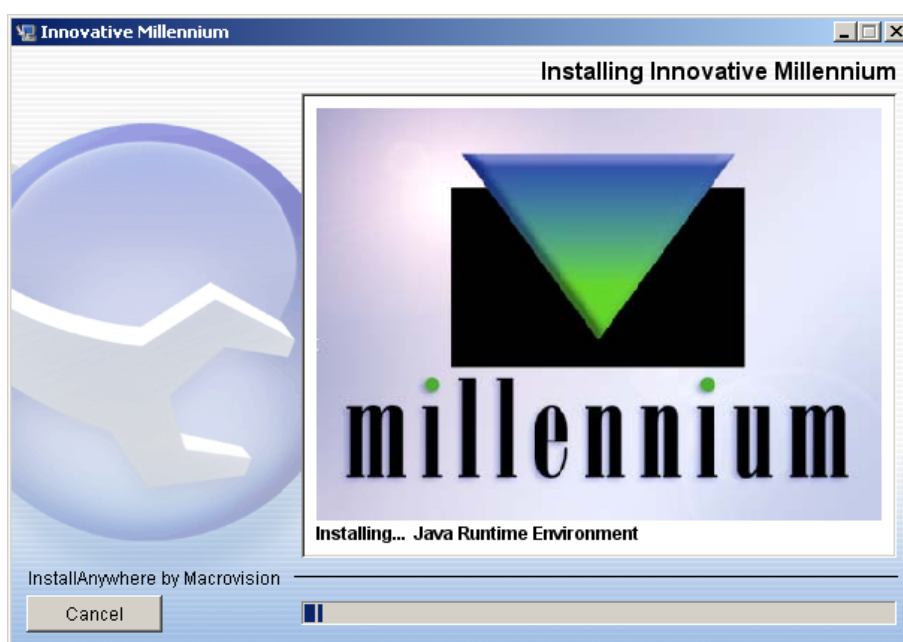 Innovative Millennium
Installing Innovative Millennium
millennium
Installing... Java Runtime Environment
InstallAnywhere by Macrovision
Cancel